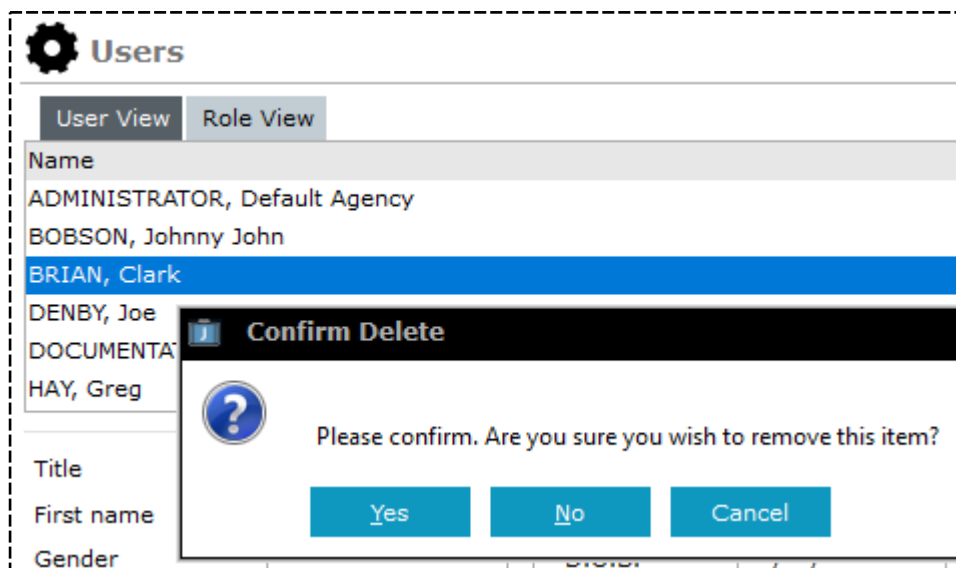 Users
User View Role View
Name
ADMINISTRATOR, Default Agency
BOBSON, Johnny John
BRIAN, Clark
DENBY, Joe
J Confirm Delete
HAY, Greg
Please confirm. Are you sure you wish to remove this item?
Title
First name
Yes No Cancel
Gender